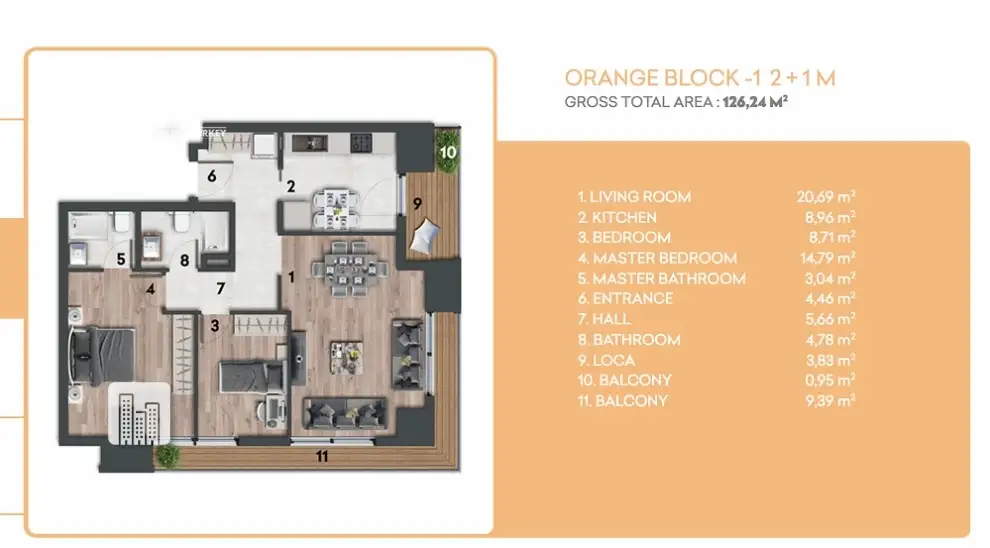 ORANGE BLOCK -1 2 + 1 M
GROSS TOTAL AREA : 126,24 M²
1. LIVING ROOM 20,69 m²
2. KITCHEN 8,96 m²
3. BEDROOM 8,71 m²
4. MASTER BEDROOM 14,79 m²
5. MASTER BATHROOM 3,04 m²
6. ENTRANCE 4,46 m²
7. HALL 5,66 m²
8. BATHROOM 4,78 m²
9. LOCA 3,83 m²
10. BALCONY 0,95 m²
11. BALCONY 9,39 m²
10
6
2
9
5
8
7
4
1
3
11